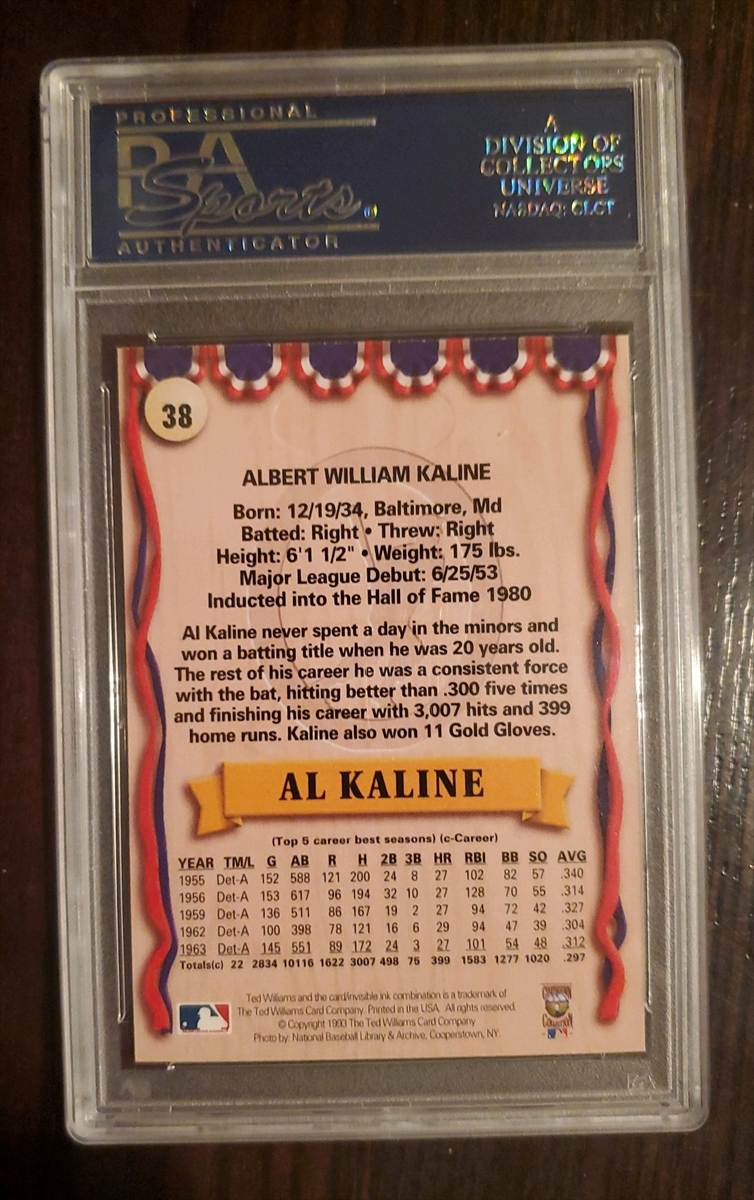 PROFESSIONAL
PSA
Sports
AUTHENTICATOR
A
DIVISION OF
COLLECTORS
UNIVERSE
NASDAQ: CLCT
38
ALBERT WILLIAM KALINE
Born: 12/19/34, Baltimore, Md
Batted: Right • Threw: Right
Height: 6'1 1/2" • Weight: 175 lbs.
Major League Debut: 6/25/53
Inducted into the Hall of Fame 1980
Al Kaline never spent a day in the minors and
won a batting title when he was 20 years old.
The rest of his career he was a consistent force
with the bat, hitting better than .300 five times
and finishing his career with 3,007 hits and 399
home runs. Kaline also won 11 Gold Gloves.
AL KALINE
(Top 5 career best seasons) (c-Career)
YEAR TM/L G AB R H 2B 3B HR RBI BB SO AVG
1955 Det-A 152 588 121 200 24 8 27 102 82 57 .340
1956 Det-A 153 617 96 194 32 10 27 128 70 55 .314
1959 Det-A 136 511 86 167 19 2 27 94 72 42 .327
1962 Det-A 100 398 78 121 16 6 29 94 47 39 .304
1963 Det-A 145 551 89 172 24 3 27 101 54 48 .312
Totals(c) 22 2834 10116 1622 3007 498 75 399 1583 1277 1020 .297
Ted Williams and the card/invisible ink combination is a trademark of
The Ted Williams Card Company. Printed in the USA. All rights reserved.
© Copyright 1993 The Ted Williams Card Company
Photo by: National Baseball Library & Archive, Cooperstown, NY.